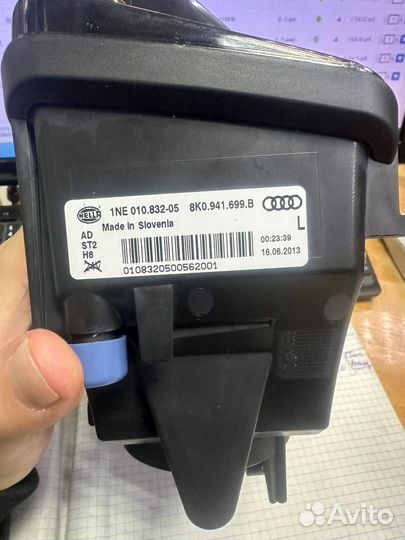 HELLA
1NE 010.832-05 8K0.941.699.B
Made in Slovenia
L
AD
ST2
H8
00:23:39
16.06.2013
0108320500562001
Avito